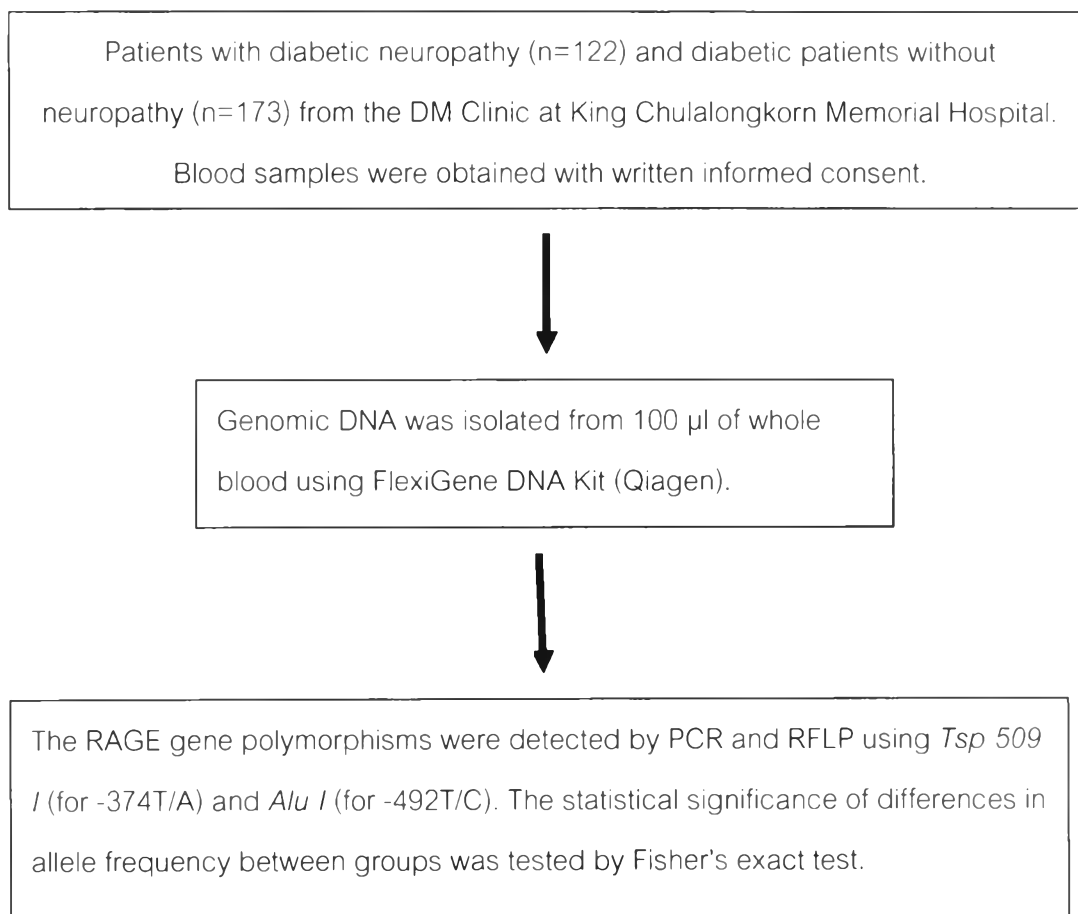 Patients with diabetic neuropathy (n=122) and diabetic patients without
neuropathy (n=173) from the DM Clinic at King Chulalongkorn Memorial Hospital.
Blood samples were obtained with written informed consent.
Genomic DNA was isolated from 100 µl of whole
blood using FlexiGene DNA Kit (Qiagen).
The RAGE gene polymorphisms were detected by PCR and RFLP using Tsp 509
I (for -374T/A) and Alu I (for -492T/C). The statistical significance of differences in
allele frequency between groups was tested by Fisher's exact test.